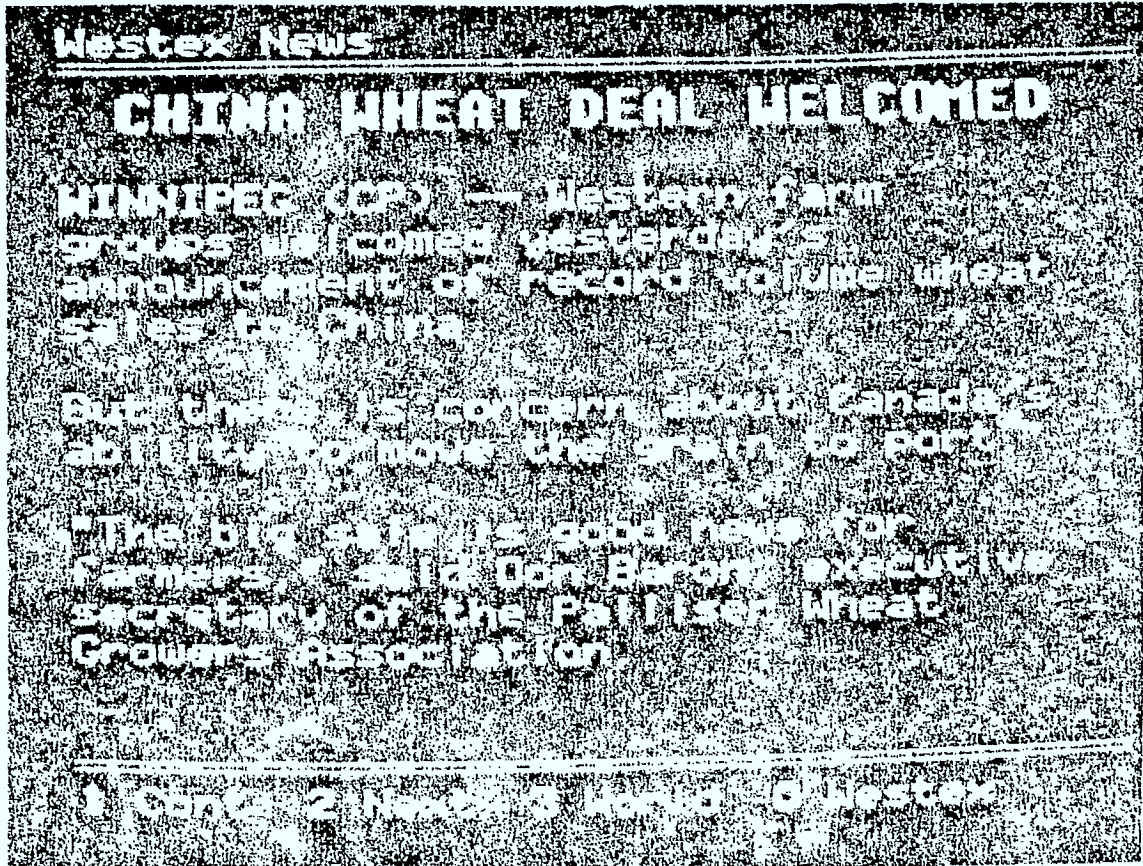 Westex News
CHINA WHEAT DEAL WELCOMED
WINNIPEG (CP) -- Western farm
groups welcomed yesterday's
announcement of record volume wheat
sales to China
But there is concern about Canada's
ability to move the grain to port
"The big sale is good news for
farmers," said Don Baron, executive
secretary of the Palliser Wheat
Growers Association
1 Cont. 2 Next 3 World 0 Westex